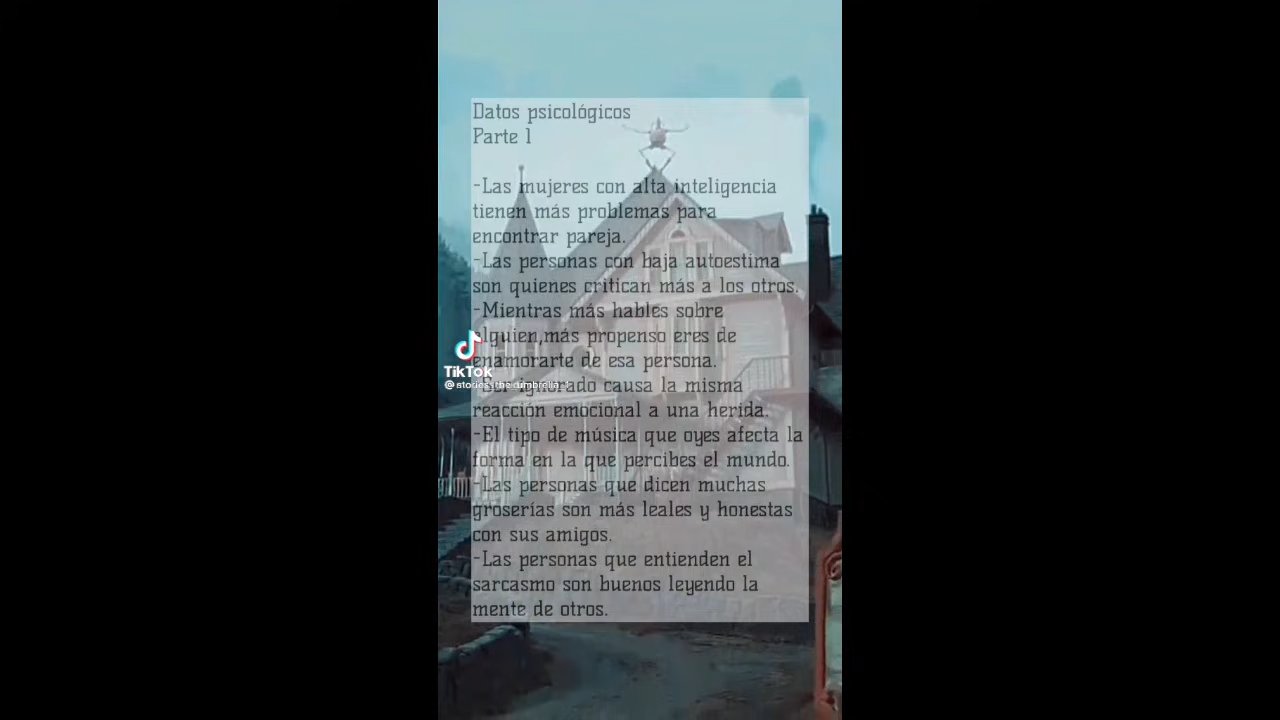 Datos psicológicos
Parte 1
-Las mujeres con alta inteligencia
tienen más problemas para
encontrar pareja.
-Las personas con baja autoestima
son quienes critican más a los otros.
-Mientras más hables sobre
alguien,más propenso eres de
enamorarte de esa persona.
-Ser ignorado causa la misma
reacción emocional a una herida.
-El tipo de música que oyes afecta la
forma en la que percibes el mundo.
-Las personas que dicen muchas
groserías son más leales y honestas
con sus amigos.
-Las personas que entienden el
sarcasmo son buenos leyendo la
mente de otros.
TikTok